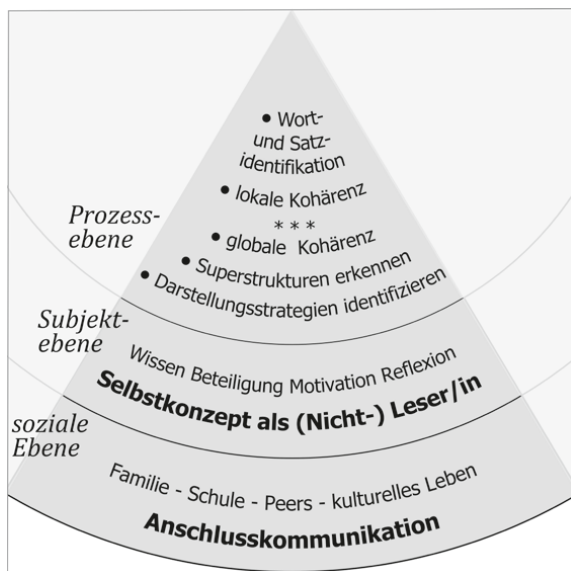 • Wort-
und Satz-
identifikation
• lokale Kohärenz
* * *
• globale Kohärenz
• Superstrukturen erkennen
• Darstellungsstrategien identifizieren
Prozess-
ebene
Wissen Beteiligung Motivation Reflexion
Selbstkonzept als (Nicht-) Leser/in
Subjekt-
ebene
Familie - Schule - Peers - kulturelles Leben
Anschlusskommunikation
soziale
Ebene